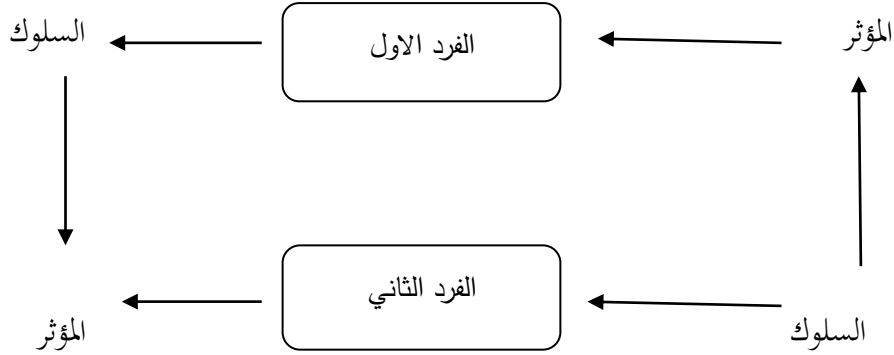 المؤثر
الفرد الاول
السلوك
السلوك
الفرد الثاني
المؤثر